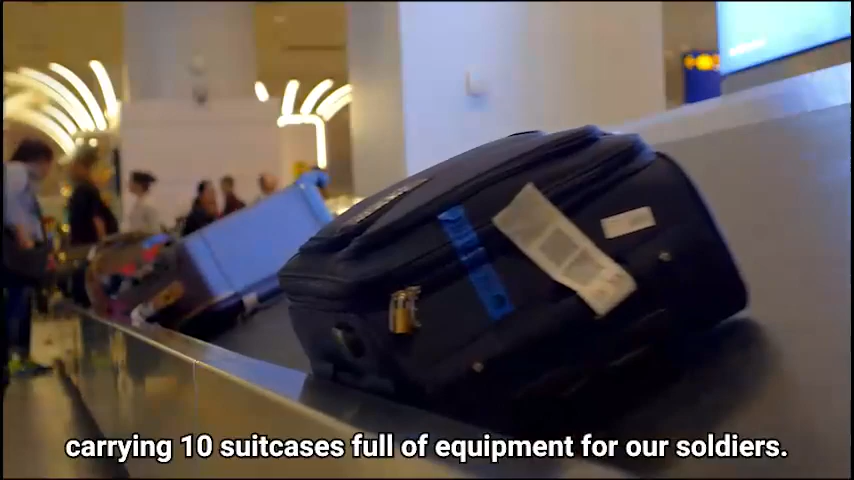 carrying 10 suitcases full of equipment for our soldiers.